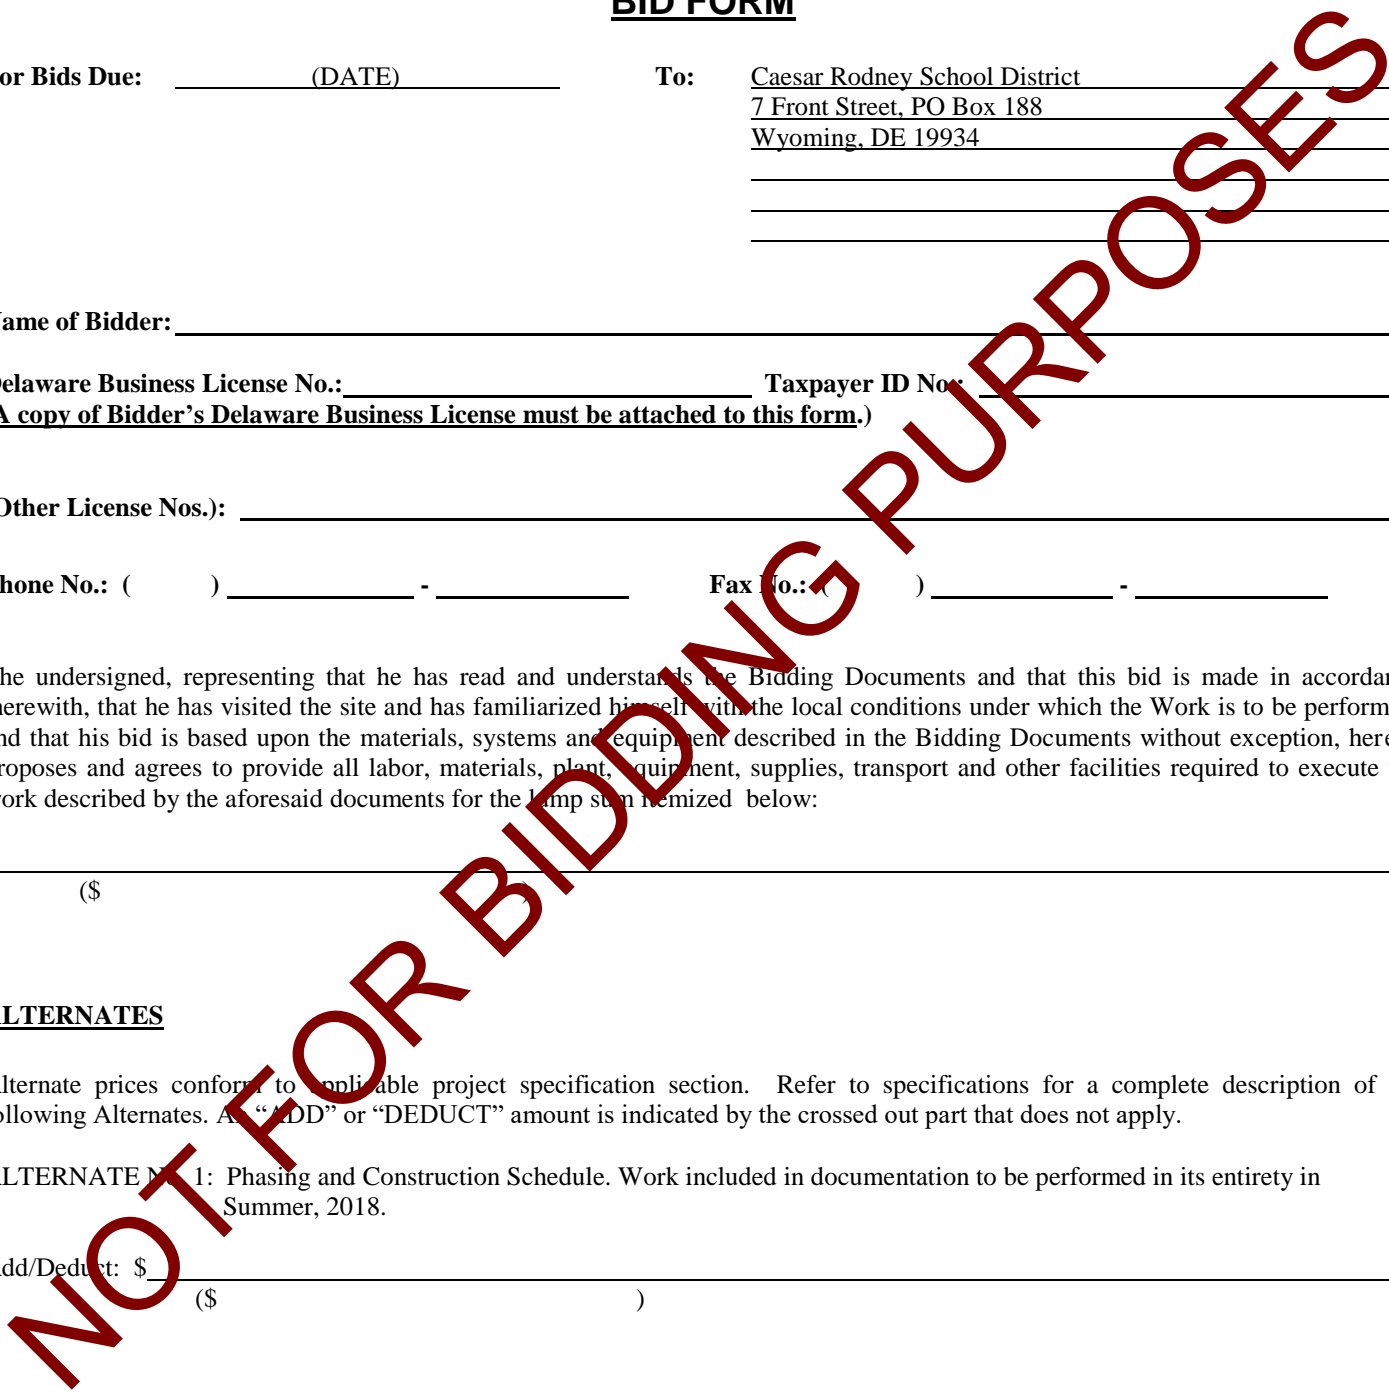 BID FORM
or Bids Due: (DATE) To: Caesar Rodney School District
7 Front Street, PO Box 188
Wyoming, DE 19934
ame of Bidder:
elaware Business License No.: Taxpayer ID No.:
A copy of Bidder’s Delaware Business License must be attached to this form.)
Other License Nos.):
hone No.: ( ) - Fax No.: ( ) -
he undersigned, representing that he has read and understands the Bidding Documents and that this bid is made in accordan
herewith, that he has visited the site and has familiarized himself with the local conditions under which the Work is to be perform
nd that his bid is based upon the materials, systems and equipment described in the Bidding Documents without exception, here
roposes and agrees to provide all labor, materials, plant, equipment, supplies, transport and other facilities required to execute
ork described by the aforesaid documents for the lump sum itemized below:
($ )
LTERNATES
lternate prices conform to applicable project specification section. Refer to specifications for a complete description of
ollowing Alternates. An “ADD” or “DEDUCT” amount is indicated by the crossed out part that does not apply.
LTERNATE No. 1: Phasing and Construction Schedule. Work included in documentation to be performed in its entirety in
Summer, 2018.
dd/Deduct: $
($ )
NOT FOR BIDDING PURPOSES